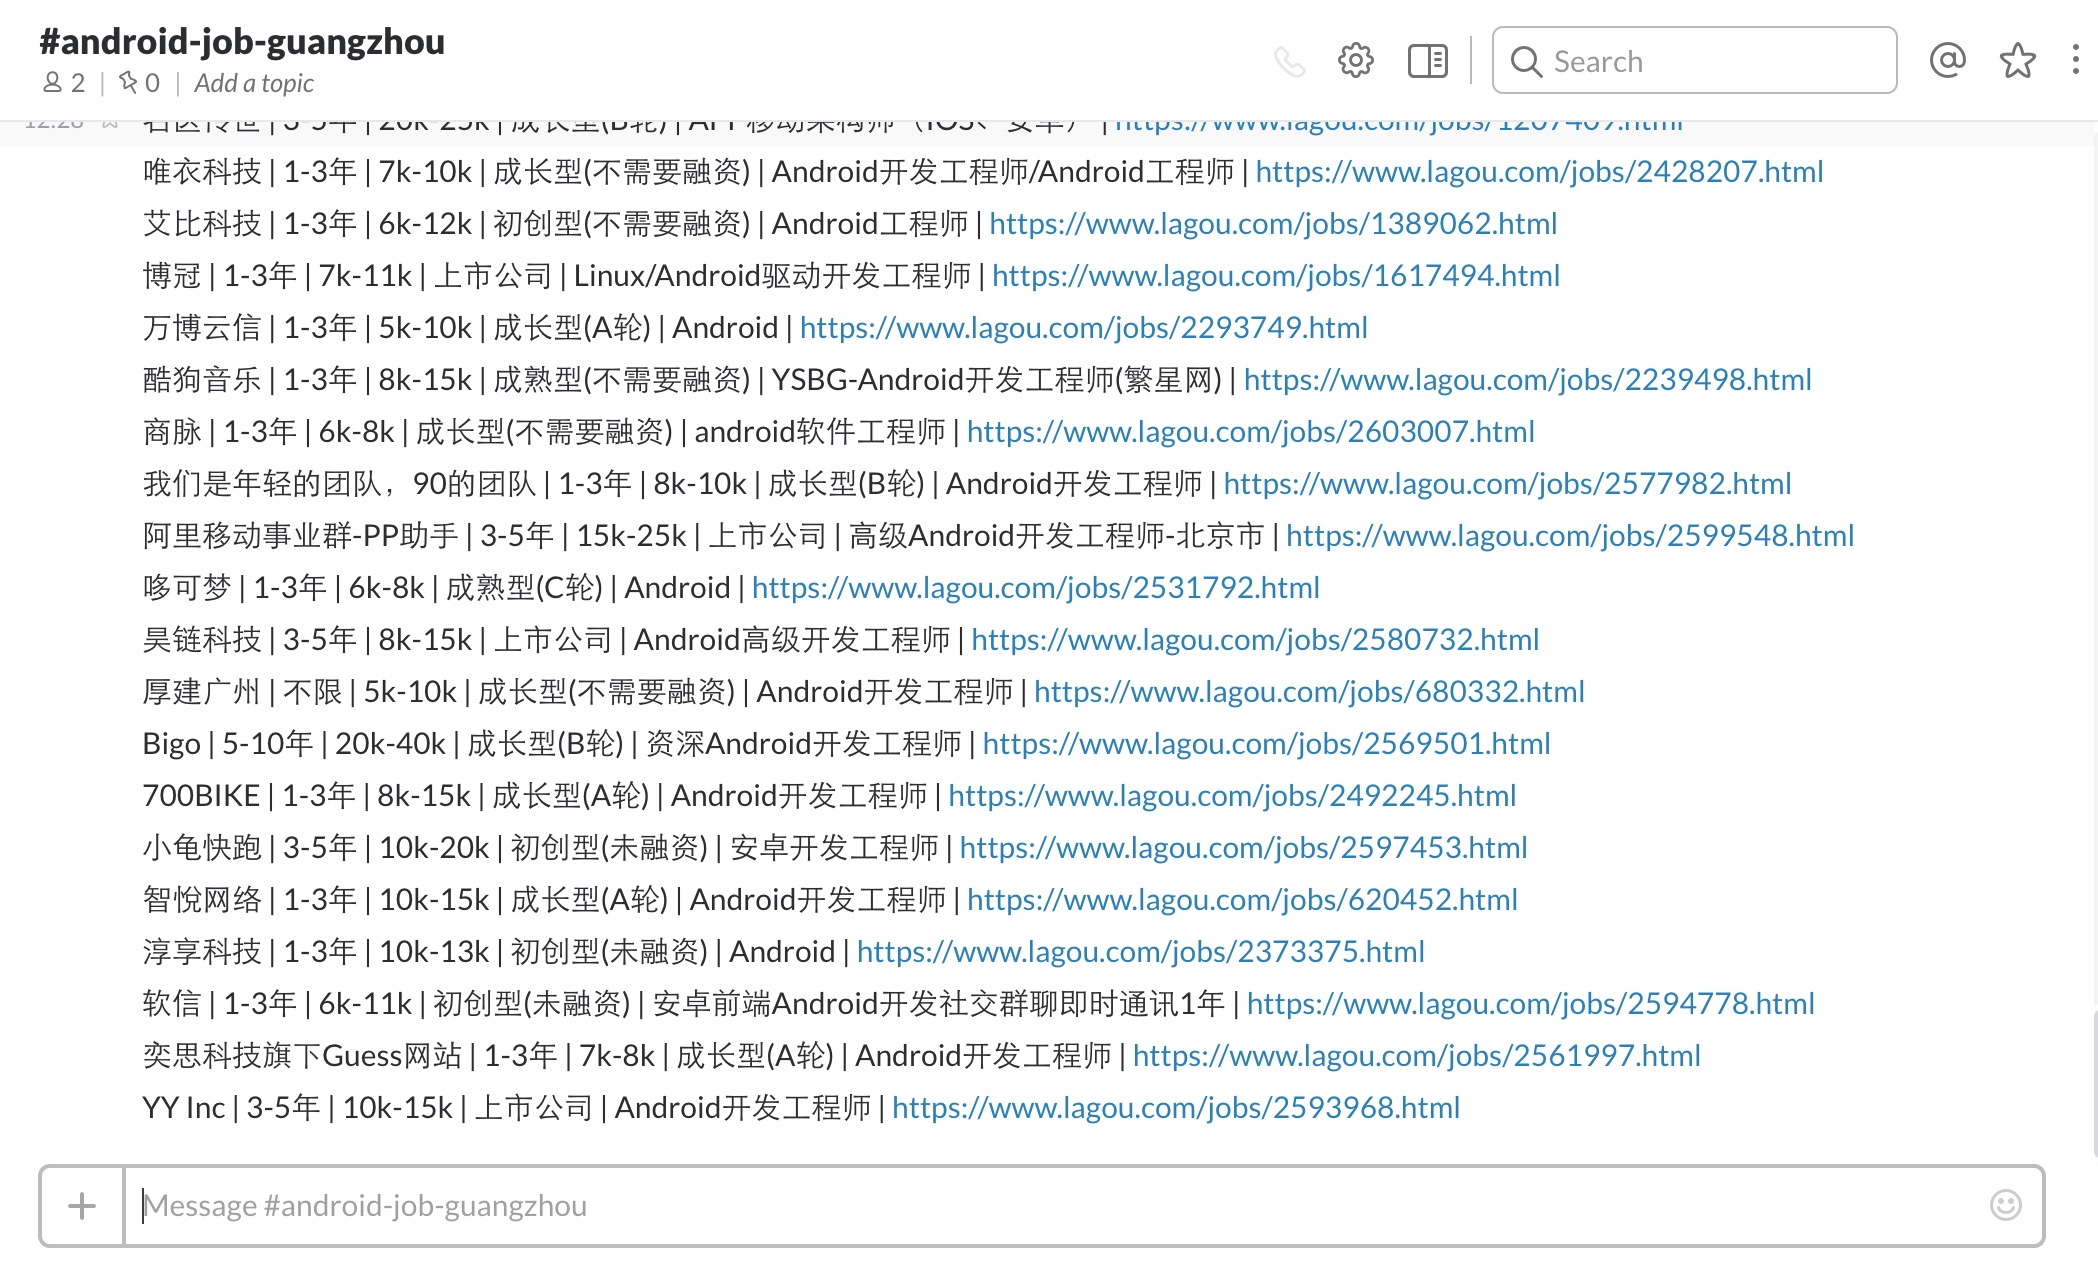 #android-job-guangzhou
2 | 0 | Add a topic
Search
唯衣科技 | 1-3年 | 7k-10k | 成长型(不需要融资) | Android开发工程师/Android工程师 | https://www.lagou.com/jobs/2428207.html
艾比科技 | 1-3年 | 6k-12k | 初创型(不需要融资) | Android工程师 | https://www.lagou.com/jobs/1389062.html
博冠 | 1-3年 | 7k-11k | 上市公司 | Linux/Android驱动开发工程师 | https://www.lagou.com/jobs/1617494.html
万博云信 | 1-3年 | 5k-10k | 成长型(A轮) | Android | https://www.lagou.com/jobs/2293749.html
酷狗音乐 | 1-3年 | 8k-15k | 成熟型(不需要融资) | YSBG-Android开发工程师(繁星网) | https://www.lagou.com/jobs/2239498.html
商脉 | 1-3年 | 6k-8k | 成长型(不需要融资) | android软件工程师 | https://www.lagou.com/jobs/2603007.html
我们是年轻的团队，90的团队 | 1-3年 | 8k-10k | 成长型(B轮) | Android开发工程师 | https://www.lagou.com/jobs/2577982.html
阿里移动事业群-PP助手 | 3-5年 | 15k-25k | 上市公司 | 高级Android开发工程师-北京市 | https://www.lagou.com/jobs/2599548.html
哆可梦 | 1-3年 | 6k-8k | 成熟型(C轮) | Android | https://www.lagou.com/jobs/2531792.html
昊链科技 | 3-5年 | 8k-15k | 上市公司 | Android高级开发工程师 | https://www.lagou.com/jobs/2580732.html
厚建广州 | 不限 | 5k-10k | 成长型(不需要融资) | Android开发工程师 | https://www.lagou.com/jobs/680332.html
Bigo | 5-10年 | 20k-40k | 成长型(B轮) | 资深Android开发工程师 | https://www.lagou.com/jobs/2569501.html
700BIKE | 1-3年 | 8k-15k | 成长型(A轮) | Android开发工程师 | https://www.lagou.com/jobs/2492245.html
小龟快跑 | 3-5年 | 10k-20k | 初创型(未融资) | 安卓开发工程师 | https://www.lagou.com/jobs/2597453.html
智悦网络 | 1-3年 | 10k-15k | 成长型(A轮) | Android开发工程师 | https://www.lagou.com/jobs/620452.html
淳享科技 | 1-3年 | 10k-13k | 初创型(未融资) | Android | https://www.lagou.com/jobs/2373375.html
软信 | 1-3年 | 6k-11k | 初创型(未融资) | 安卓前端Android开发社交群聊即时通讯1年 | https://www.lagou.com/jobs/2594778.html
奕思科技旗下Guess网站 | 1-3年 | 7k-8k | 成长型(A轮) | Android开发工程师 | https://www.lagou.com/jobs/2561997.html
YY Inc | 3-5年 | 10k-15k | 上市公司 | Android开发工程师 | https://www.lagou.com/jobs/2593968.html
Message #android-job-guangzhou